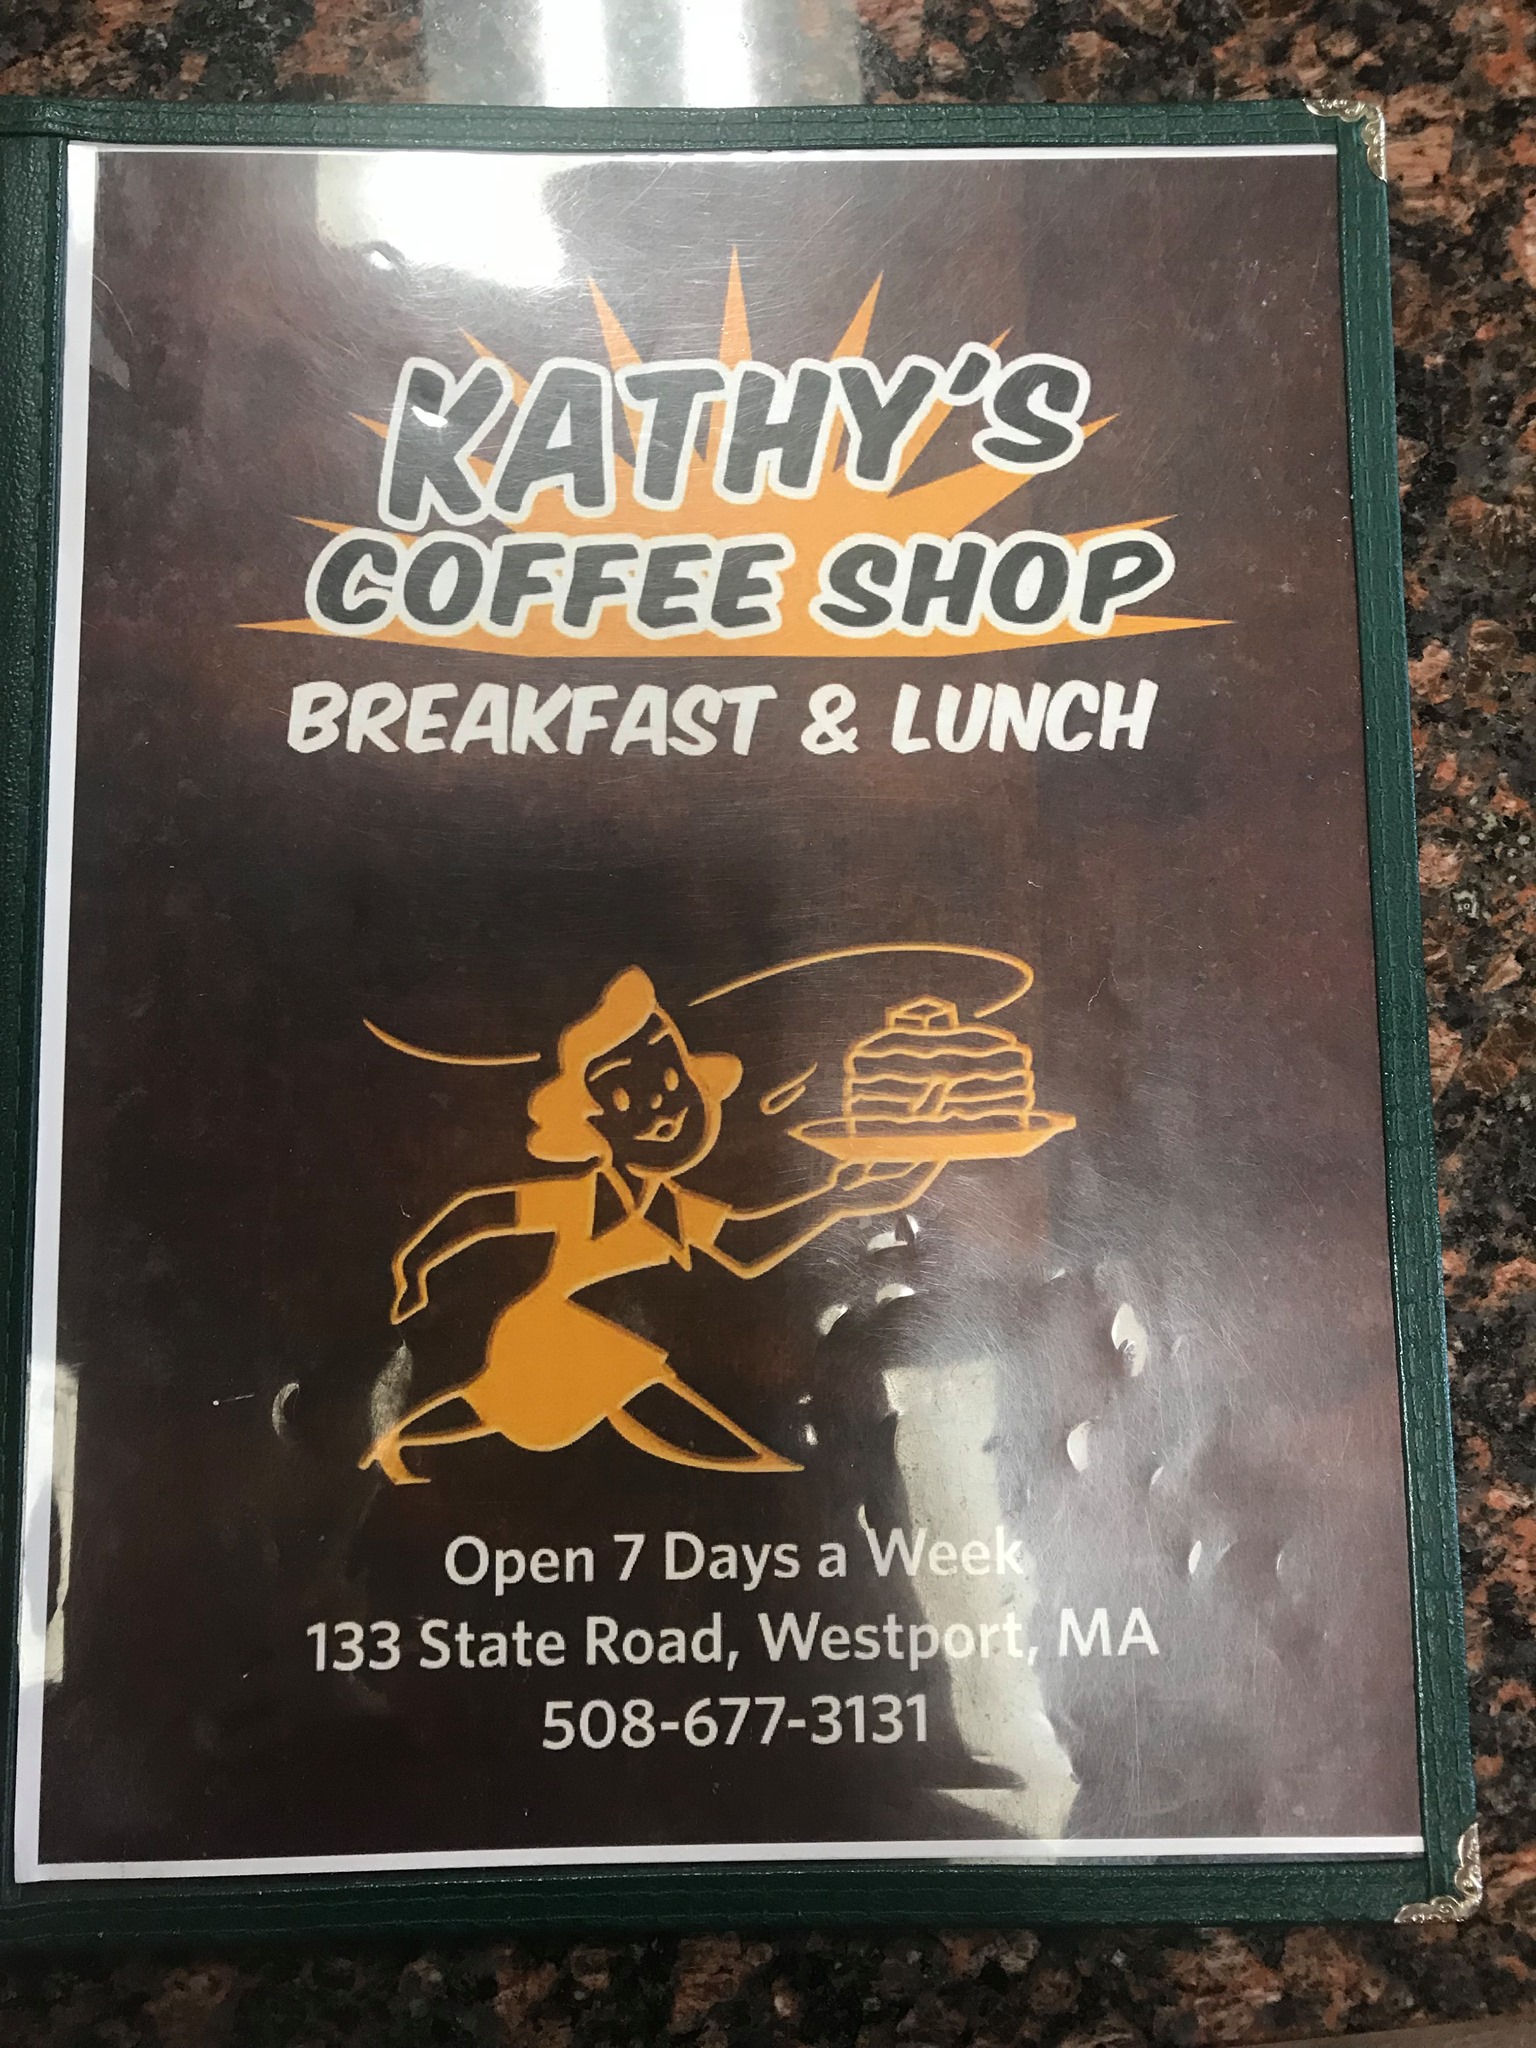 KATHY'S
COFFEE SHOP
BREAKFAST & LUNCH
Open 7 Days a Week
133 State Road, Westport, MA
508-677-3131